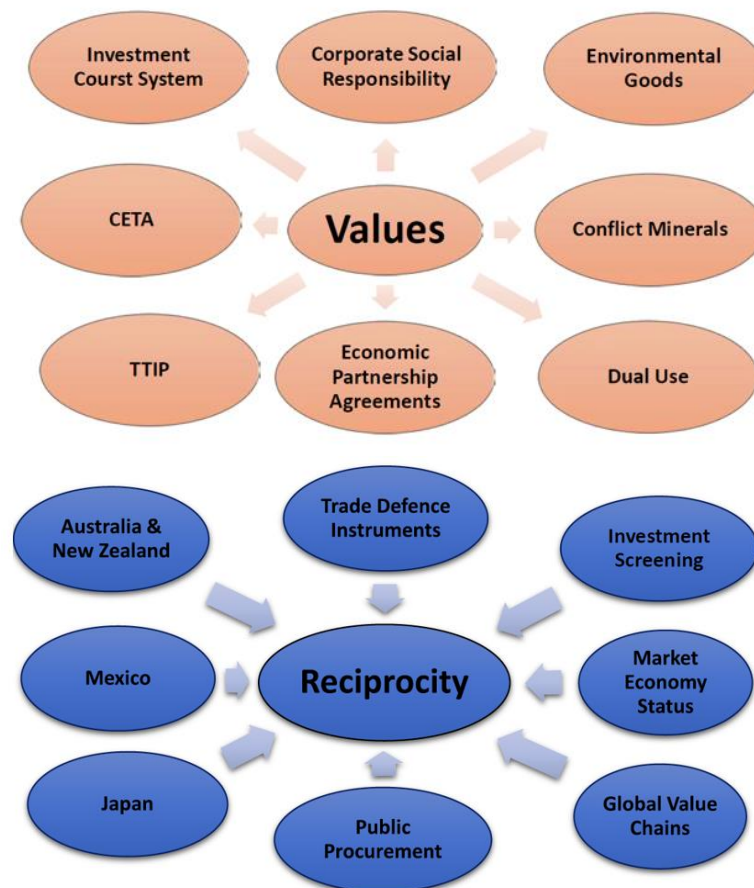 Investment
Courst System
Corporate Social
Responsibility
Environmental
Goods
CETA
Values
Conflict Minerals
TTIP
Economic
Partnership
Agreements
Dual Use
Australia &
New Zealand
Trade Defence
Instruments
Investment
Screening
Mexico
Reciprocity
Market
Economy
Status
Japan
Public
Procurement
Global Value
Chains